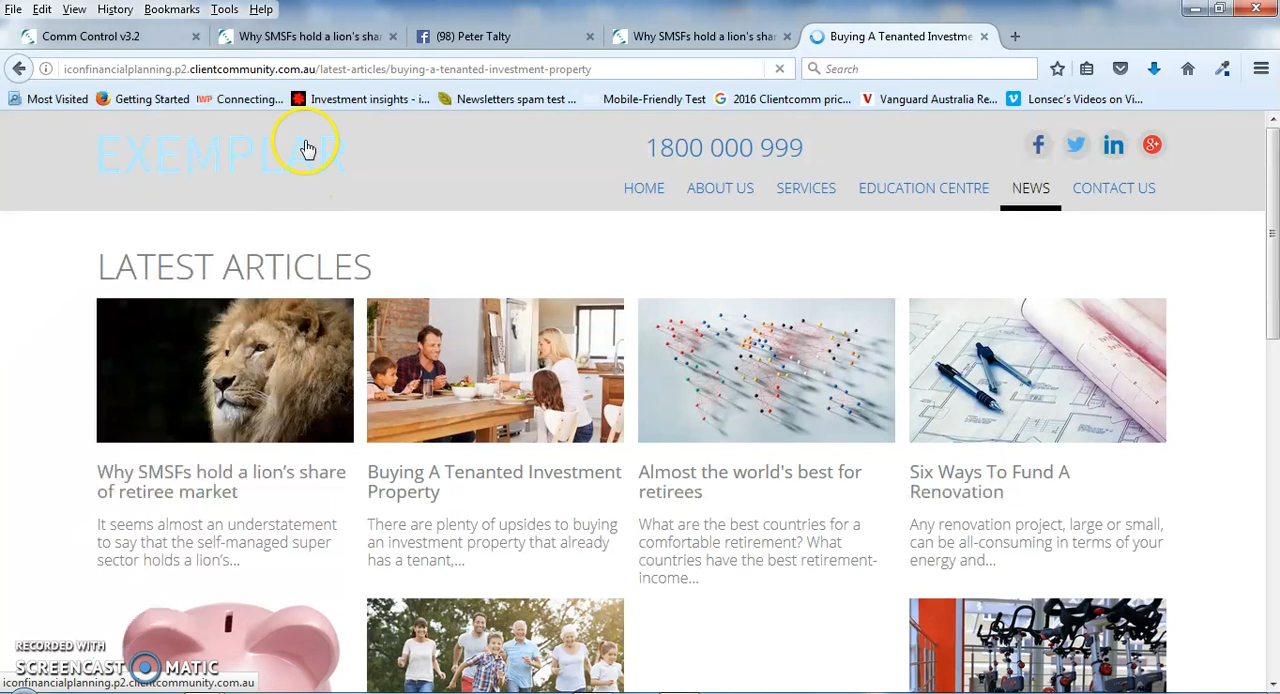 File Edit View History Bookmarks Tools Help
Comm Control v3.2
Why SMSFs hold a lion's shar
(98) Peter Talty
Why SMSFs hold a lion's shar
Buying A Tenanted Investme
iconfinancialplanning.p2.clientcommunity.com.au/latest-articles/buying-a-tenanted-investment-property
Search
Most Visited Getting Started IWP Connecting... Investment insights - i... Newsletters spam test ... Mobile-Friendly Test 2016 Clientcomm pric... Vanguard Australia Re... Lonsec's Videos on Vi...
EXEMPLAR
1800 000 999
HOME ABOUT US SERVICES EDUCATION CENTRE NEWS CONTACT US
LATEST ARTICLES
Why SMSFs hold a lion's share
of retiree market
It seems almost an understatement
to say that the self-managed super
sector holds a lion's...
Buying A Tenanted Investment
Property
There are plenty of upsides to buying
an investment property that already
has a tenant,...
Almost the world's best for
retirees
What are the best countries for a
comfortable retirement? What
countries have the best retirement-
income...
Six Ways To Fund A
Renovation
Any renovation project, large or small,
can be all-consuming in terms of your
energy and...
RECORDED WITH
SCREENCAST MATIC
iconfinancialplanning.p2.clientcommunity.com.au